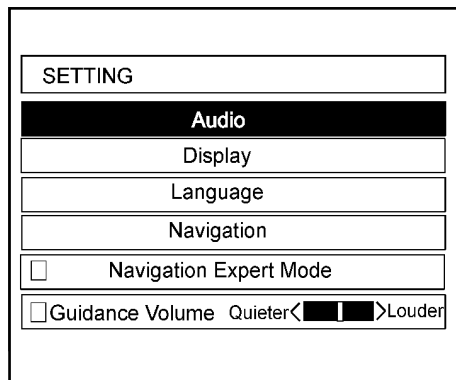 SETTING
Audio
Display
Language
Navigation
Navigation Expert Mode
Guidance Volume Quieter< >Louder